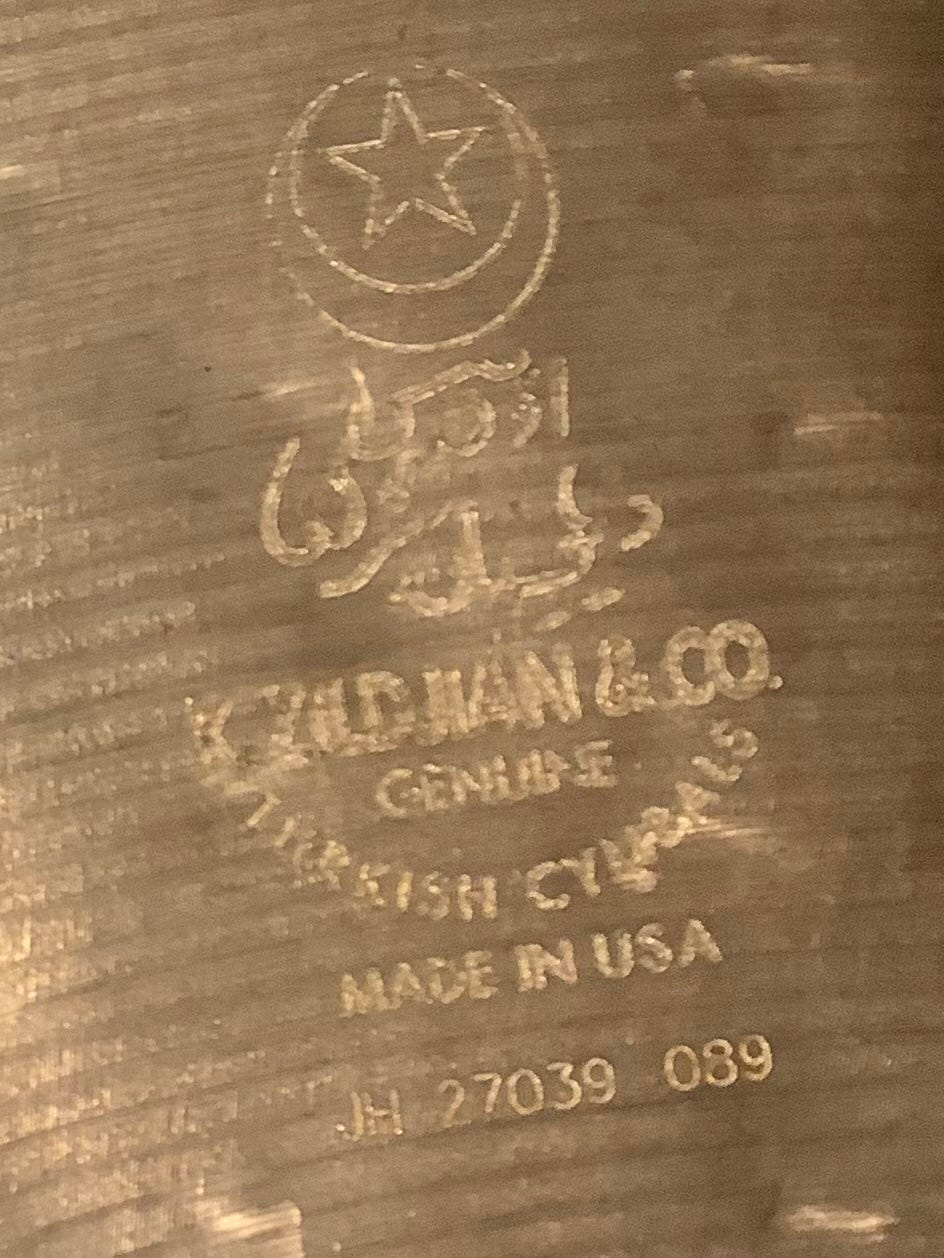 K ZILDJIAN & CO.
GENUINE
TURKISH CYMBALS
MADE IN USA
JH 27039 089